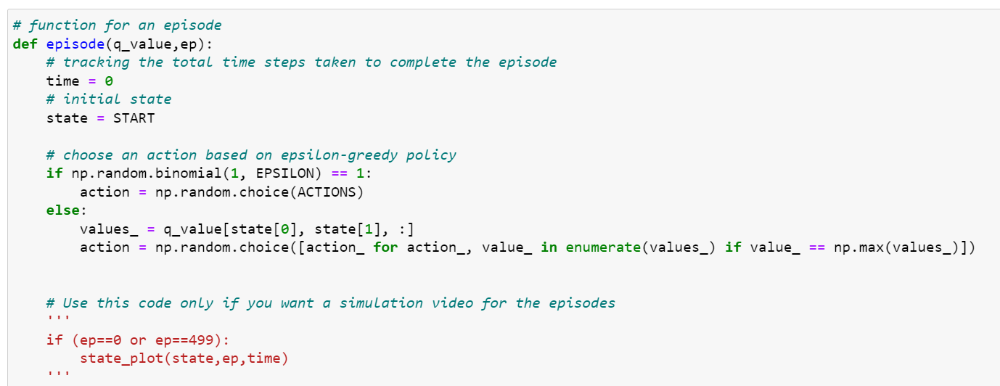 # function for an episode
def episode(q_value,ep):
    # tracking the total time steps taken to complete the episode
    time = 0
    # initial state
    state = START

    # choose an action based on epsilon-greedy policy
    if np.random.binomial(1, EPSILON) == 1:
        action = np.random.choice(ACTIONS)
    else:
        values_ = q_value[state[0], state[1], :]
        action = np.random.choice([action_ for action_, value_ in enumerate(values_) if value_ == np.max(values_)])


    # Use this code only if you want a simulation video for the episodes
    '''
    if (ep==0 or ep==499):
        state_plot(state,ep,time)
    '''